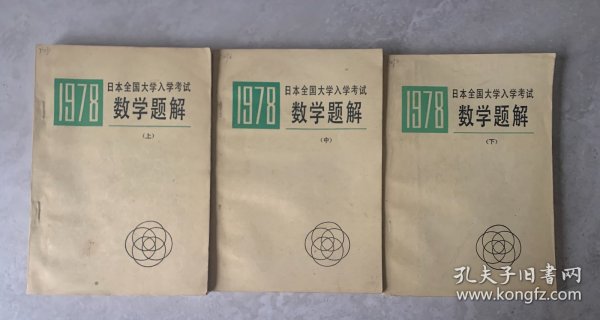 1978
日本全国大学入学考试
数学题解
(上)
1978
日本全国大学入学考试
数学题解
(中)
1978
日本全国大学入学考试
数学题解
(下)
孔夫子旧书网
www.kongfz.com